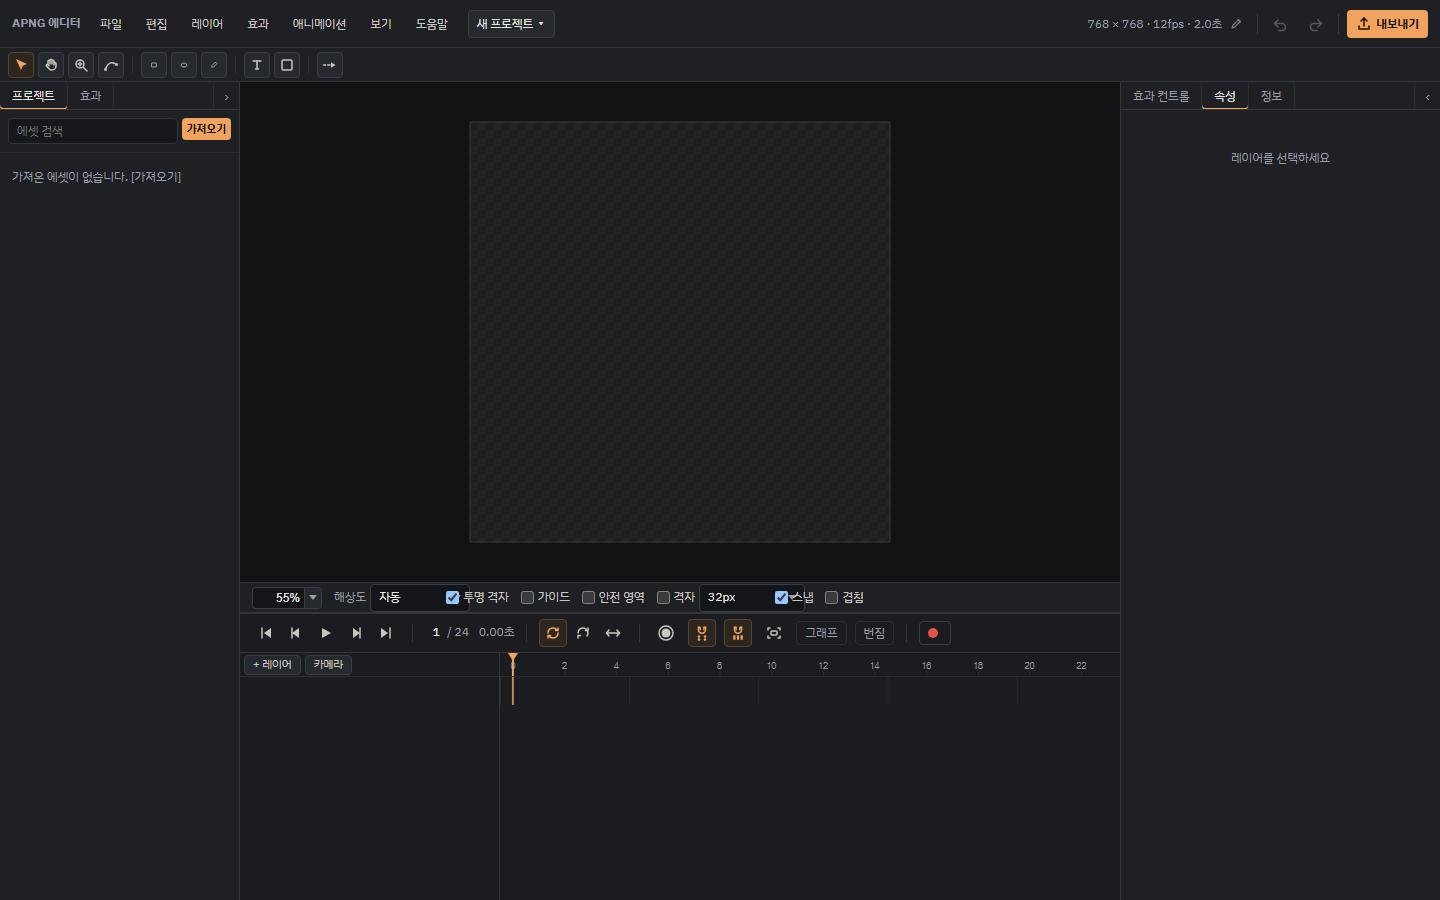 APNG 에디터 파일 편집 레이어 효과 애니메이션 보기 도움말 새 프로젝트 768 × 768 · 12fps · 2.0초 내보내기
프로젝트 효과 효과 컨트롤 속성 정보
에셋 검색 가져오기
가져온 에셋이 없습니다. [가져오기]
레이어를 선택하세요
55% 해상도 자동 투명 격자 가이드 안전 영역 격자 32px 스냅 겹침
1 / 24 0.00초 그래프 번짐
+ 레이어 카메라 0 2 4 6 8 10 12 14 16 18 20 22